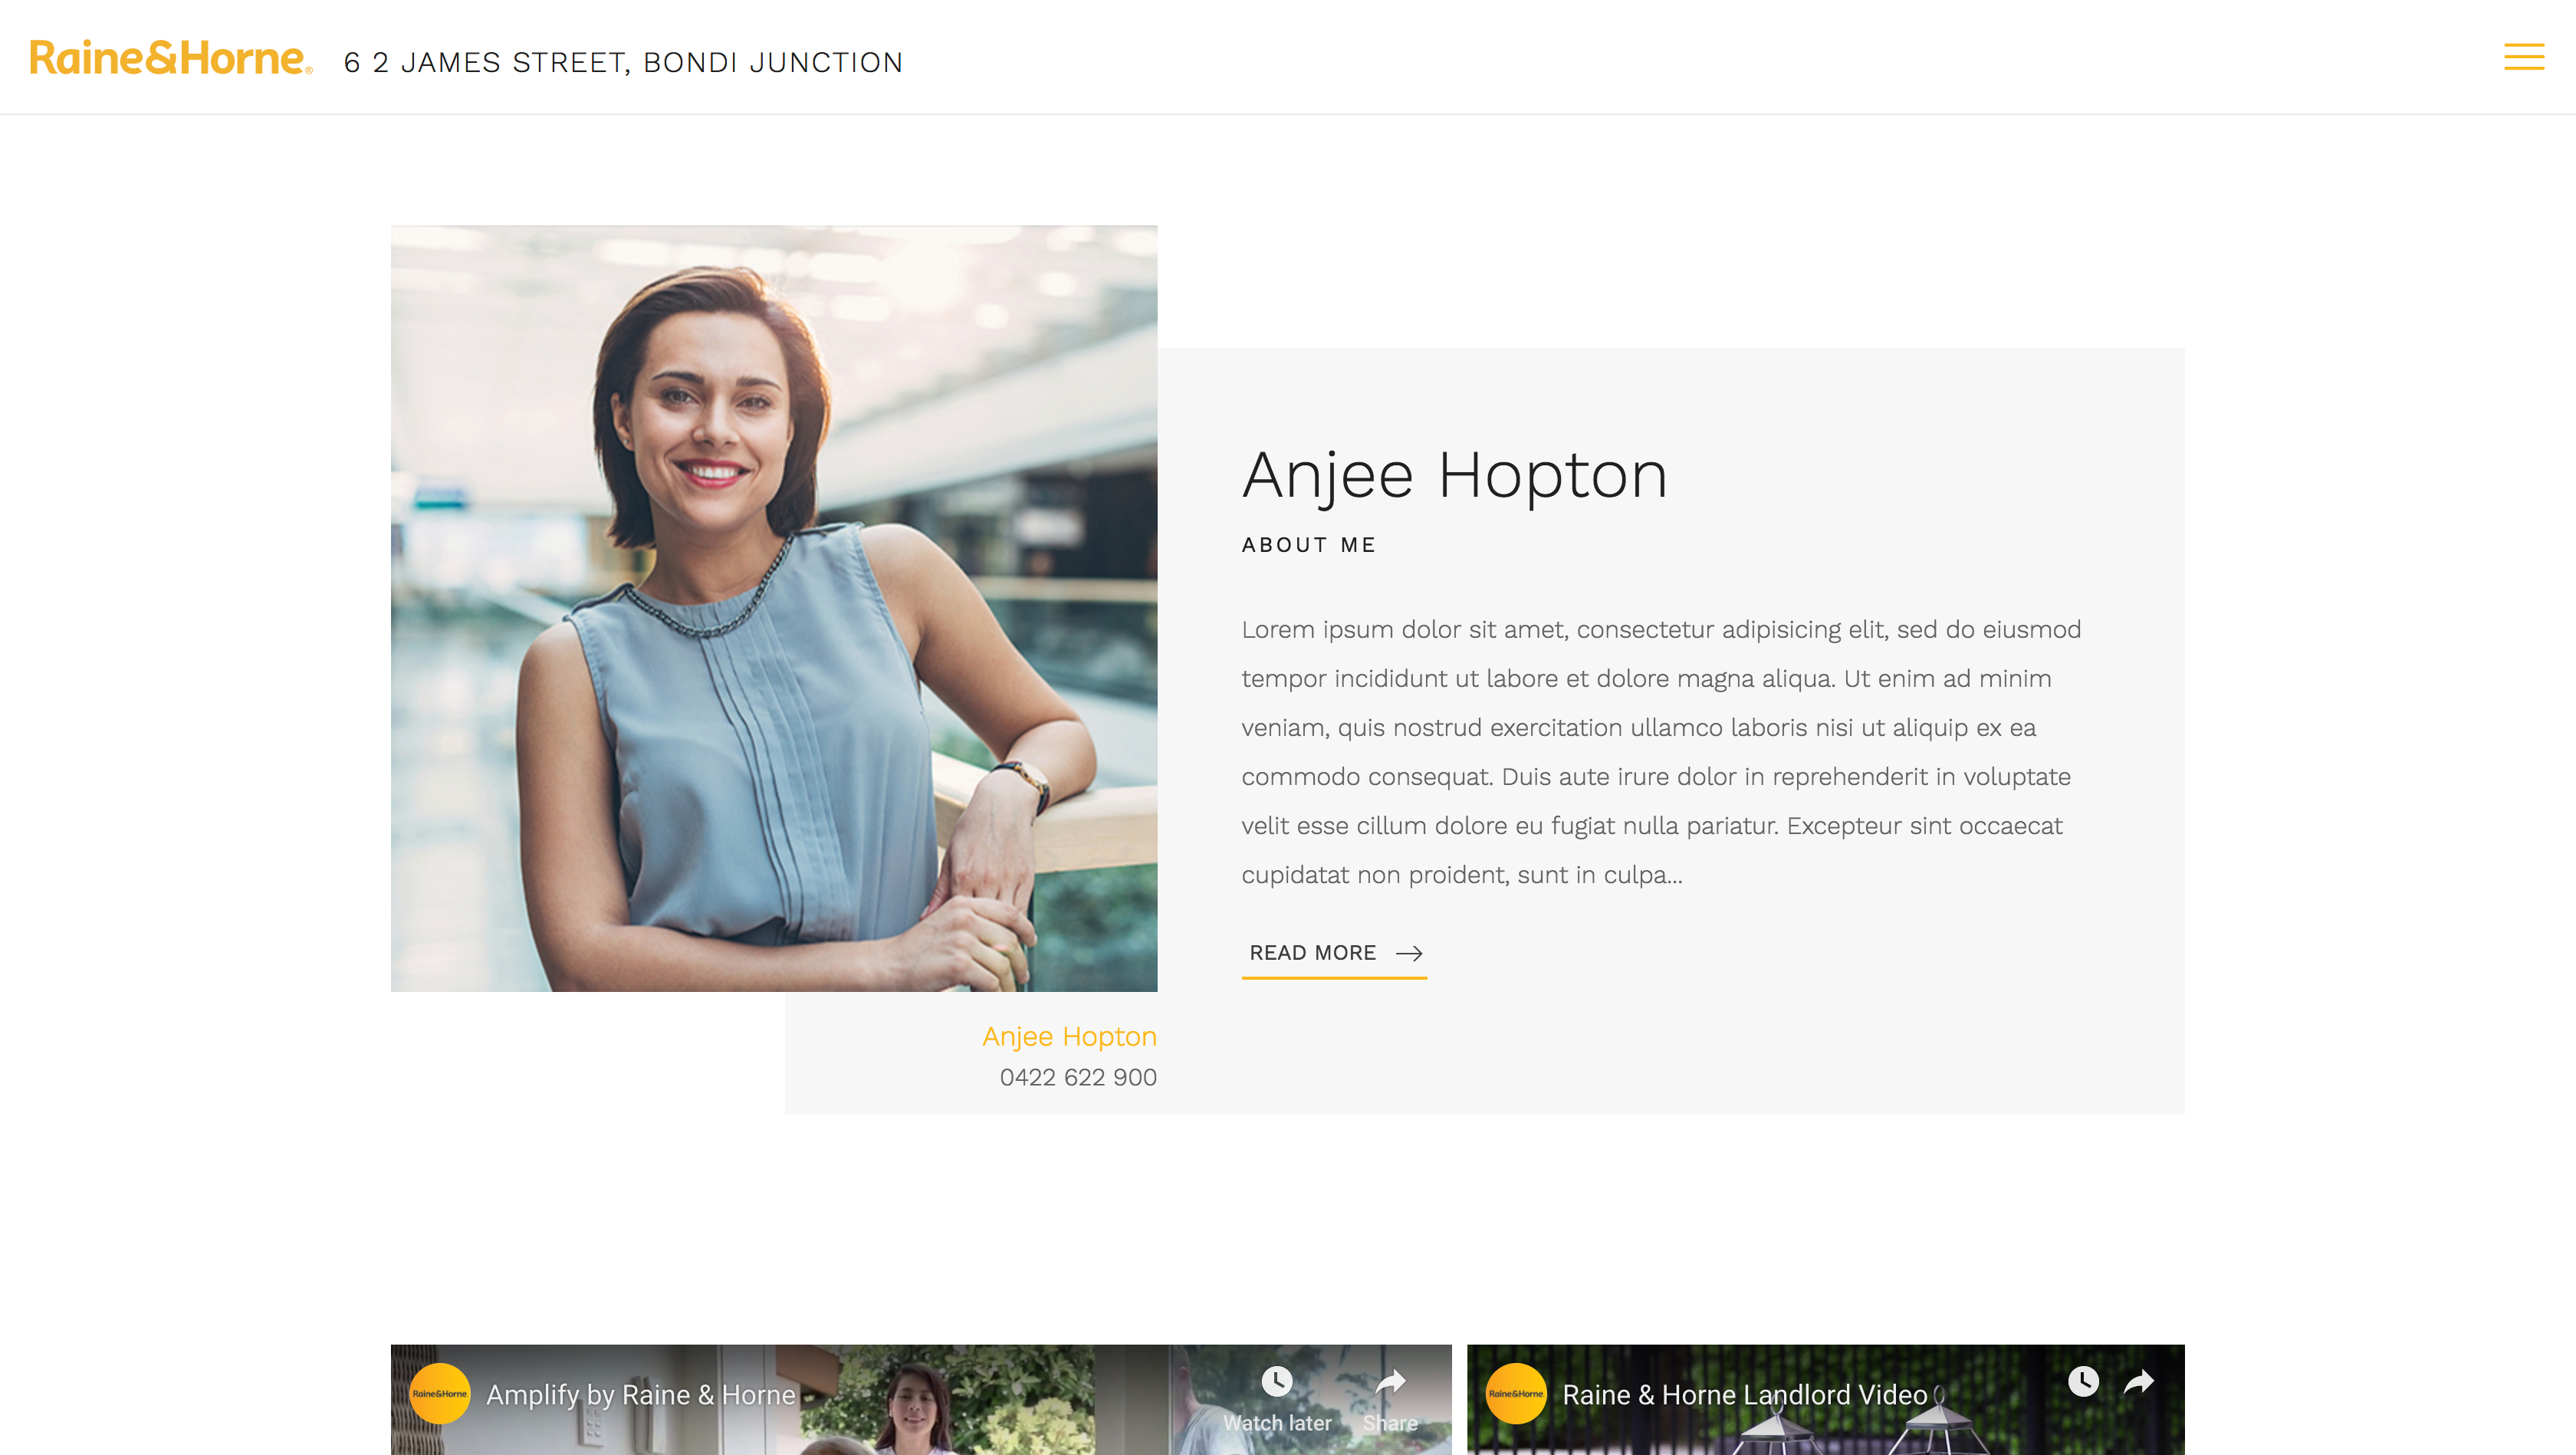 Raine&Horne®
6 2 JAMES STREET, BONDI JUNCTION
Anjee Hopton
ABOUT ME
Lorem ipsum dolor sit amet, consectetur adipisicing elit, sed do eiusmod
tempor incididunt ut labore et dolore magna aliqua. Ut enim ad minim
veniam, quis nostrud exercitation ullamco laboris nisi ut aliquip ex ea
commodo consequat. Duis aute irure dolor in reprehenderit in voluptate
velit esse cillum dolore eu fugiat nulla pariatur. Excepteur sint occaecat
cupidatat non proident, sunt in culpa...
READ MORE →
Anjee Hopton
0422 622 900
Raine&Horne
Amplify by Raine & Horne
Watch later
Share
Raine&Horne
Raine & Horne Landlord Video